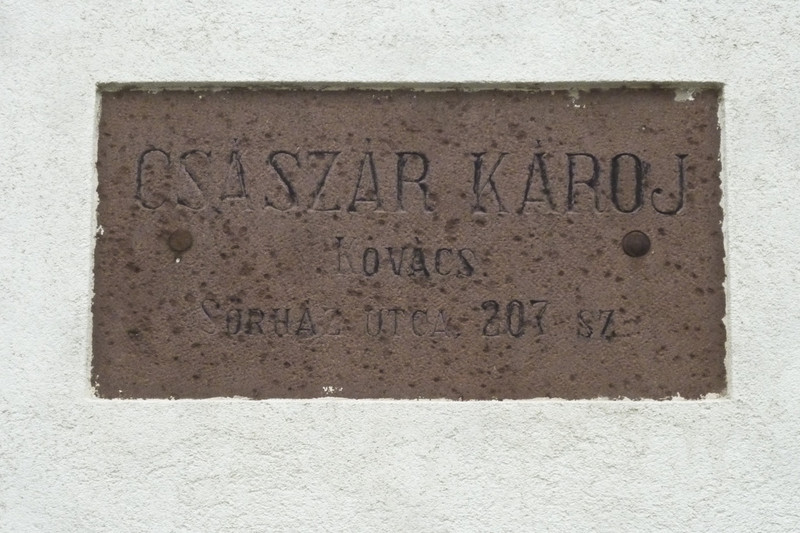 CSÁSZÁR KÁROJ
KOVÁCS.
SÖRHÁZ UTCA. 207 SZ